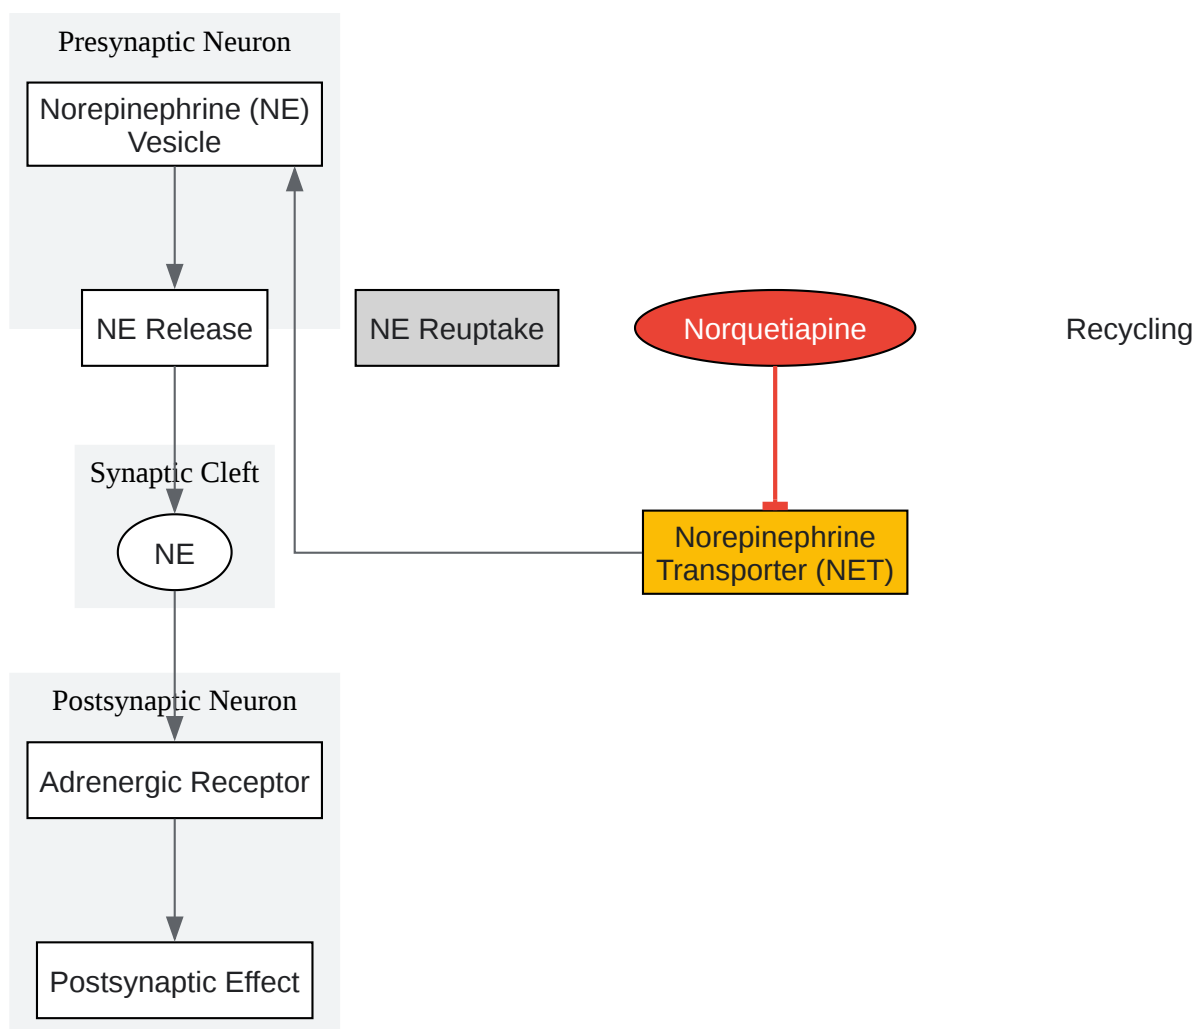 Presynaptic Neuron
Norepinephrine (NE)
Vesicle
NE Release
NE Reuptake
Norquetiapine
Recycling
Synaptic Cleft
NE
Norepinephrine
Transporter (NET)
Postsynaptic Neuron
Adrenergic Receptor
Postsynaptic Effect